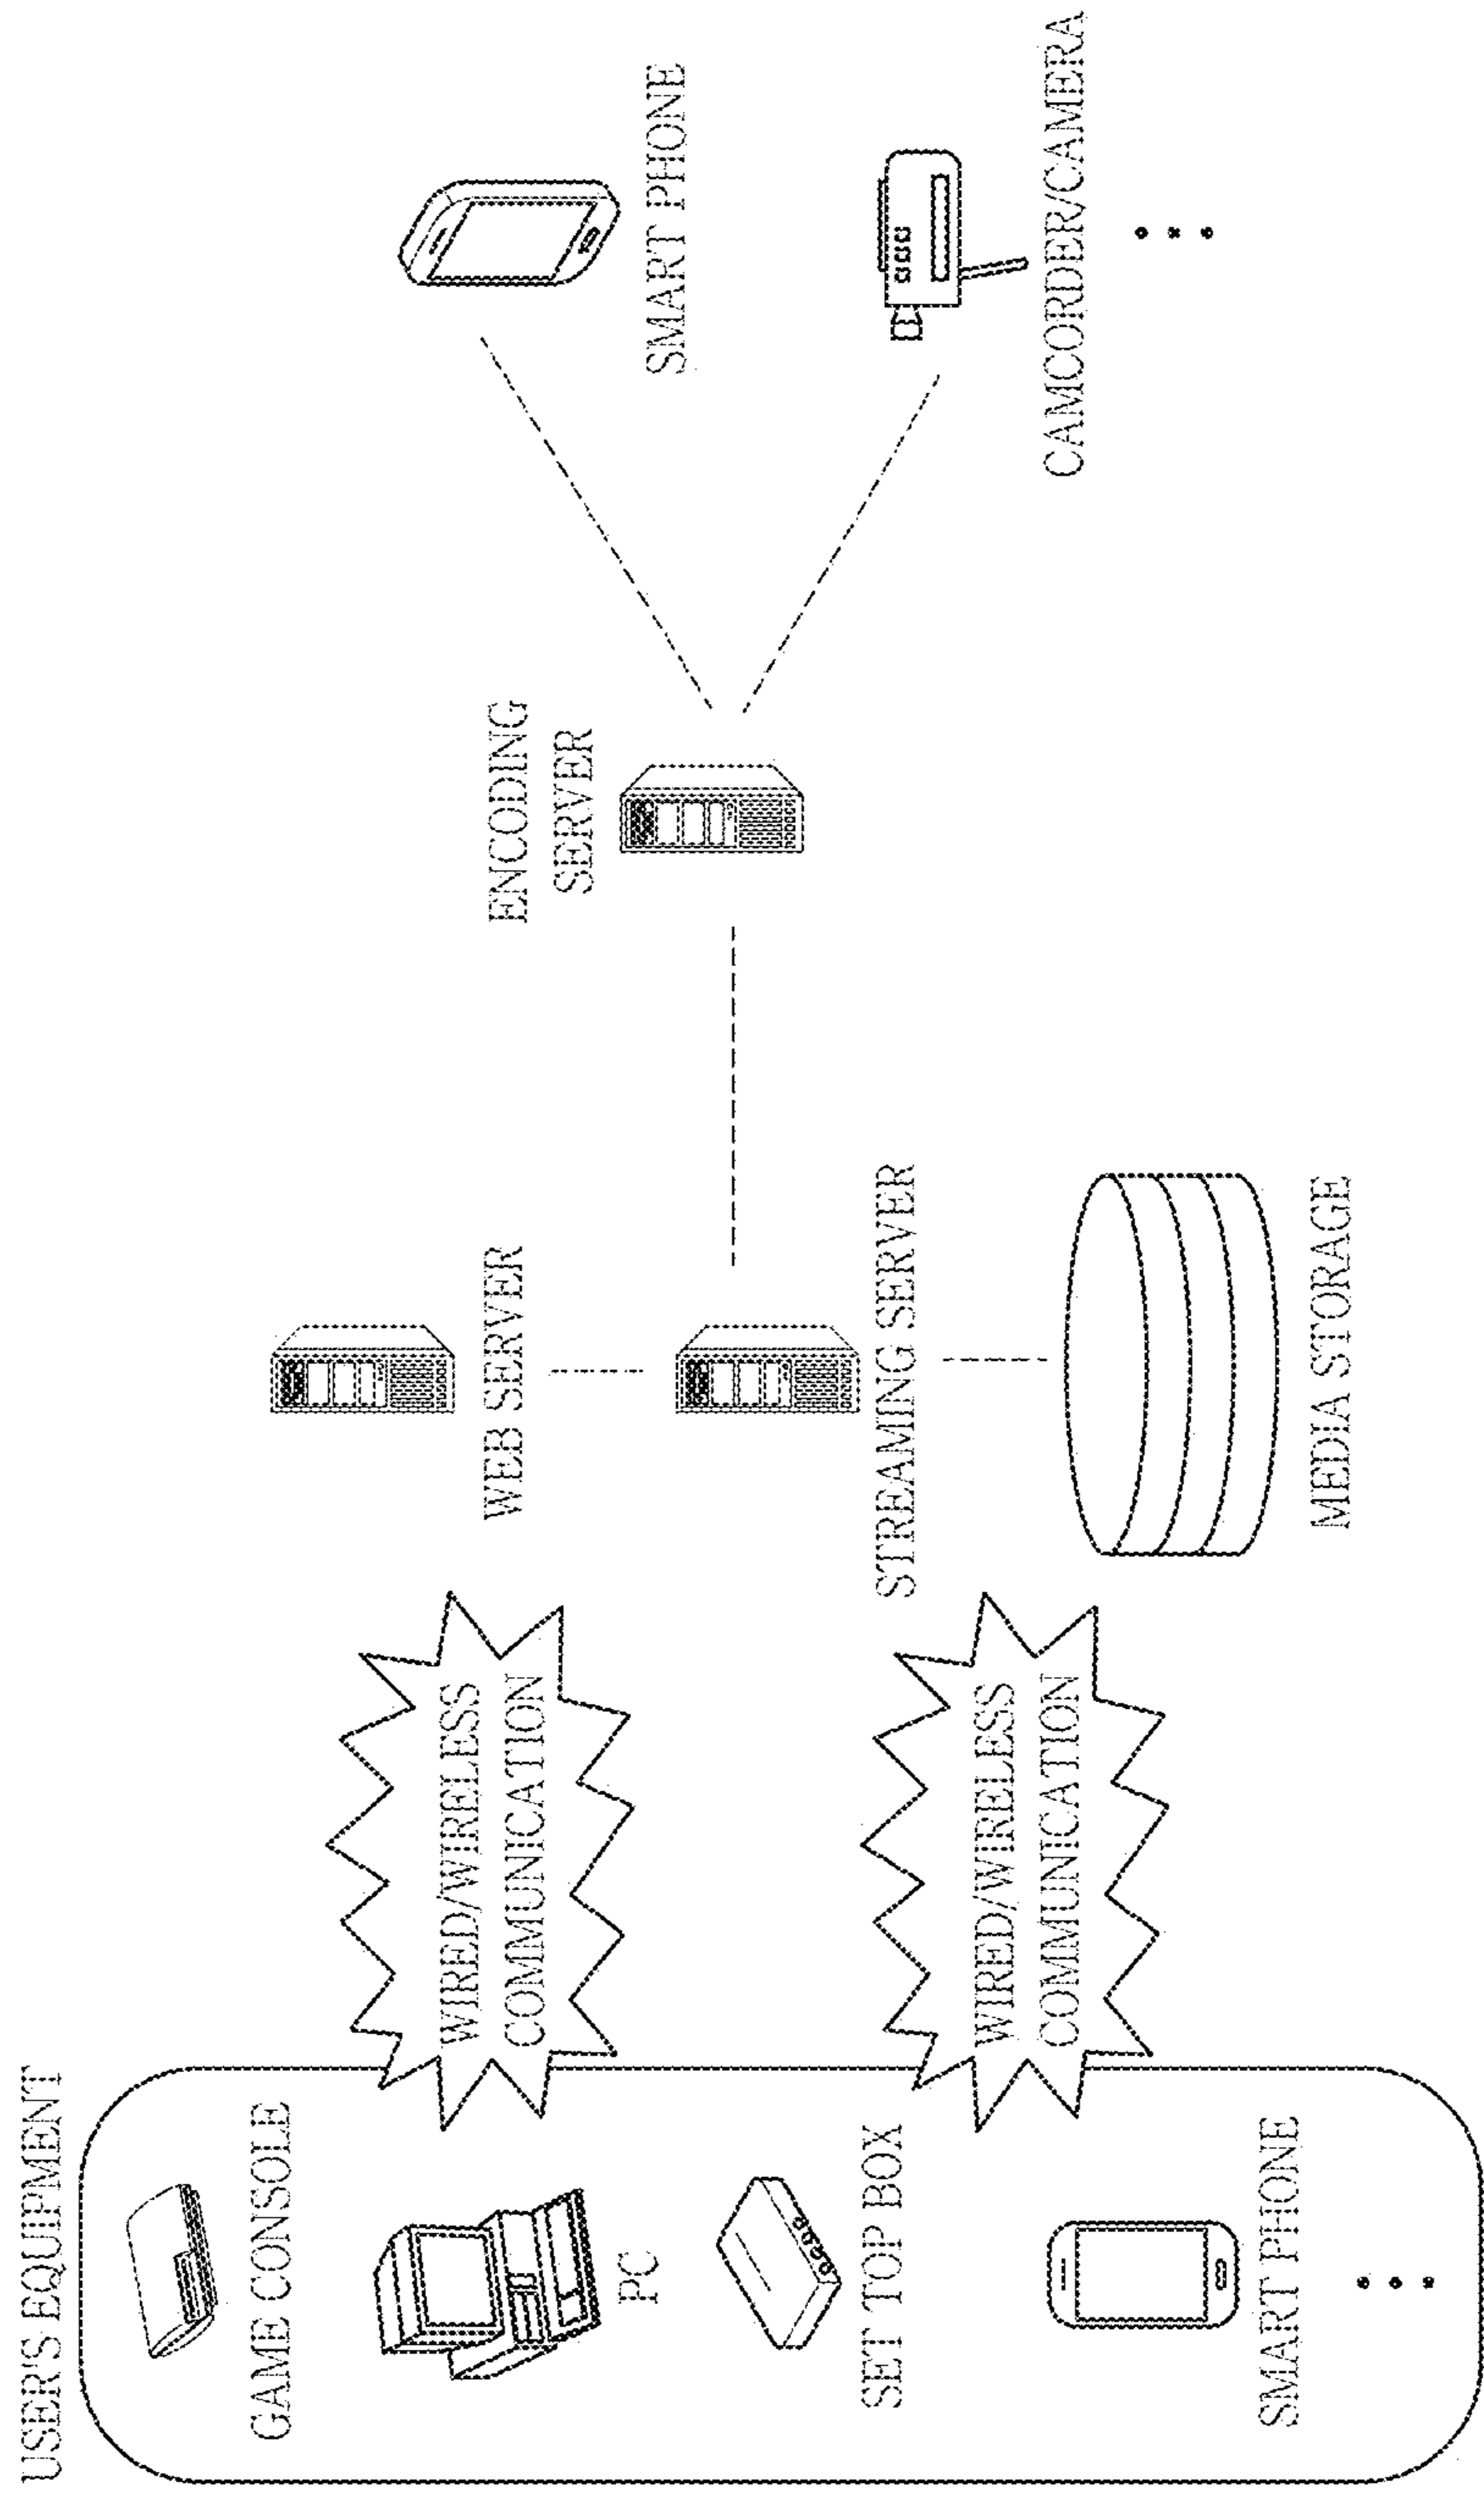 USER'S EQUIPMENT
GAME CONSOLE
PC
SET TOP BOX
SMART PHONE
WIRED/WIRELESS
COMMUNICATION
WIRED/WIRELESS
COMMUNICATION
WEB SERVER
STREAMING SERVER
MEDIA STORAGE
ENCODING
SERVER
SMART PHONE
CAMCORDER/CAMERA